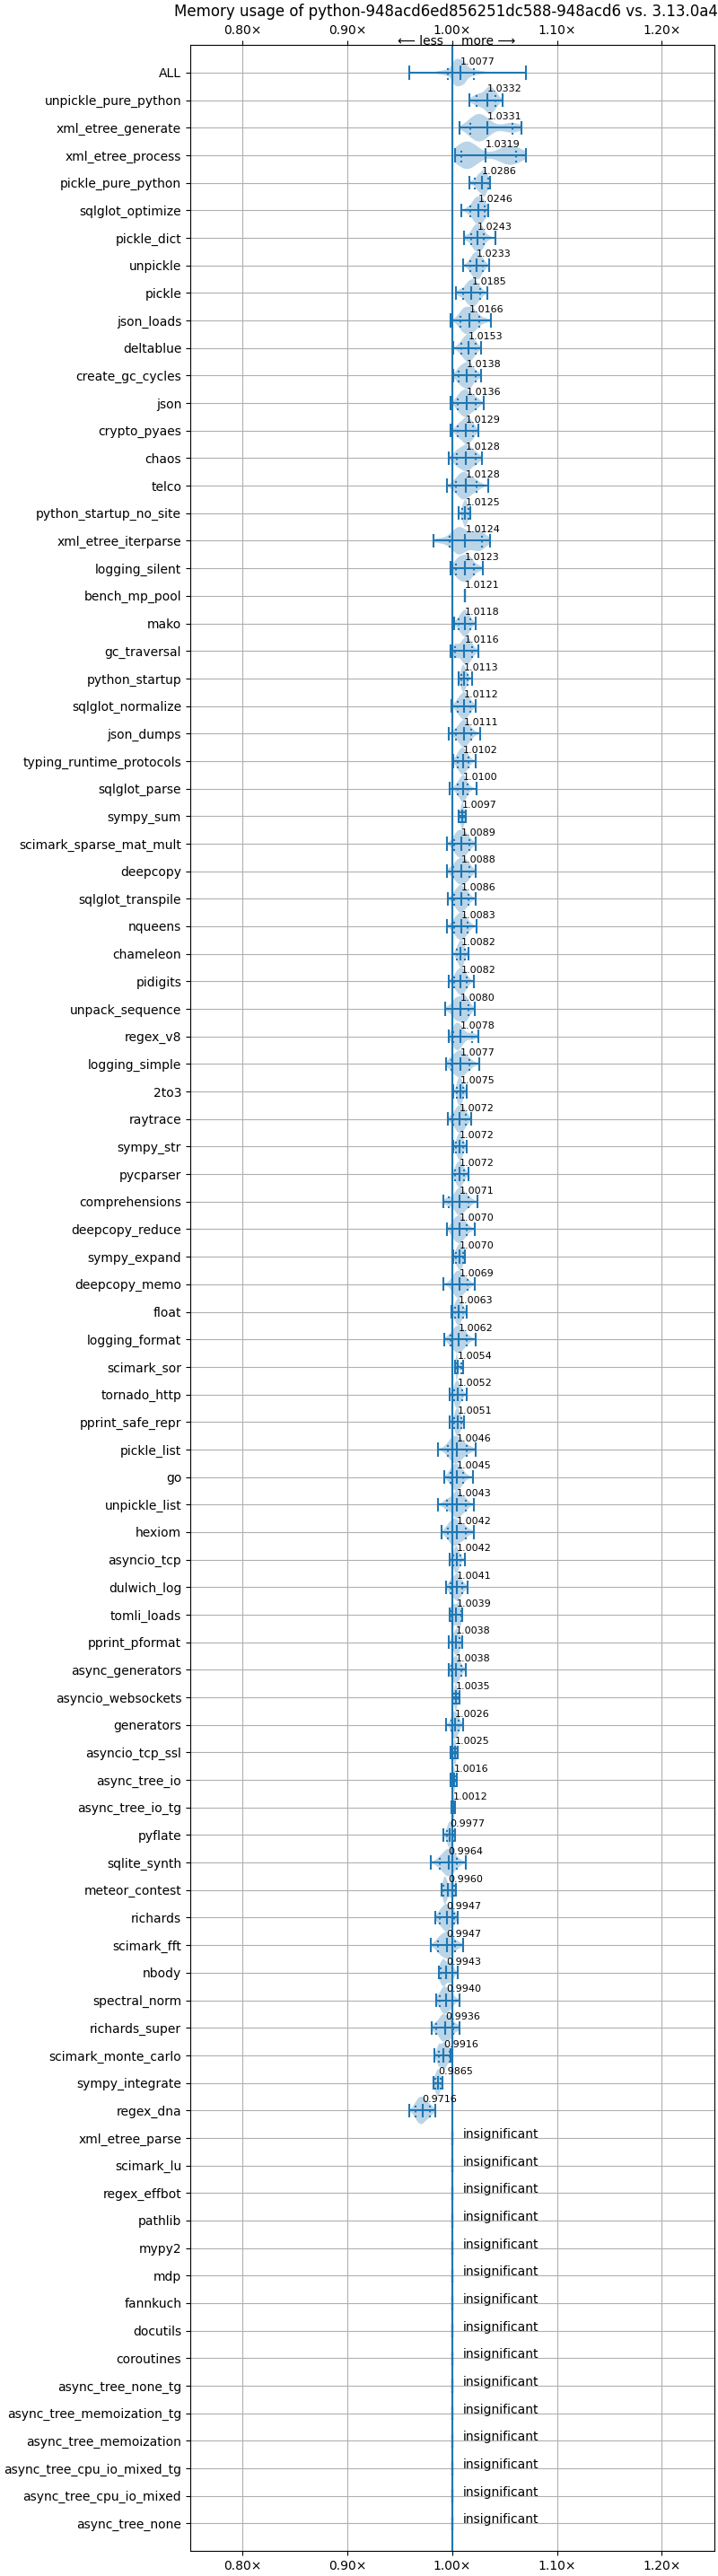 Memory usage of python-948acd6ed856251dc588-948acd6 vs. 3.13.0a4
0.80× 0.90× 1.00× 1.10× 1.20×
⟵ less more ⟶
ALL 1.0077
unpickle_pure_python 1.0332
xml_etree_generate 1.0331
xml_etree_process 1.0319
pickle_pure_python 1.0286
sqlglot_optimize 1.0246
pickle_dict 1.0243
unpickle 1.0233
pickle 1.0185
json_loads 1.0166
deltablue 1.0153
create_gc_cycles 1.0138
json 1.0136
crypto_pyaes 1.0129
chaos 1.0128
telco 1.0128
python_startup_no_site 1.0125
xml_etree_iterparse 1.0124
logging_silent 1.0123
bench_mp_pool 1.0121
mako 1.0118
gc_traversal 1.0116
python_startup 1.0113
sqlglot_normalize 1.0112
json_dumps 1.0111
typing_runtime_protocols 1.0102
sqlglot_parse 1.0100
sympy_sum 1.0097
scimark_sparse_mat_mult 1.0089
deepcopy 1.0088
sqlglot_transpile 1.0086
nqueens 1.0083
chameleon 1.0082
pidigits 1.0082
unpack_sequence 1.0080
regex_v8 1.0078
logging_simple 1.0077
2to3 1.0075
raytrace 1.0072
sympy_str 1.0072
pycparser 1.0072
comprehensions 1.0071
deepcopy_reduce 1.0070
sympy_expand 1.0070
deepcopy_memo 1.0069
float 1.0063
logging_format 1.0062
scimark_sor 1.0054
tornado_http 1.0052
pprint_safe_repr 1.0051
pickle_list 1.0046
go 1.0045
unpickle_list 1.0043
hexiom 1.0042
asyncio_tcp 1.0042
dulwich_log 1.0041
tomli_loads 1.0039
pprint_pformat 1.0038
async_generators 1.0038
asyncio_websockets 1.0035
generators 1.0026
asyncio_tcp_ssl 1.0025
async_tree_io 1.0016
async_tree_io_tg 1.0012
pyflate 0.9977
sqlite_synth 0.9964
meteor_contest 0.9960
richards 0.9947
scimark_fft 0.9947
nbody 0.9943
spectral_norm 0.9940
richards_super 0.9936
scimark_monte_carlo 0.9916
sympy_integrate 0.9865
regex_dna 0.9716
xml_etree_parse insignificant
scimark_lu insignificant
regex_effbot insignificant
pathlib insignificant
mypy2 insignificant
mdp insignificant
fannkuch insignificant
docutils insignificant
coroutines insignificant
async_tree_none_tg insignificant
async_tree_memoization_tg insignificant
async_tree_memoization insignificant
async_tree_cpu_io_mixed_tg insignificant
async_tree_cpu_io_mixed insignificant
async_tree_none insignificant
0.80× 0.90× 1.00× 1.10× 1.20×